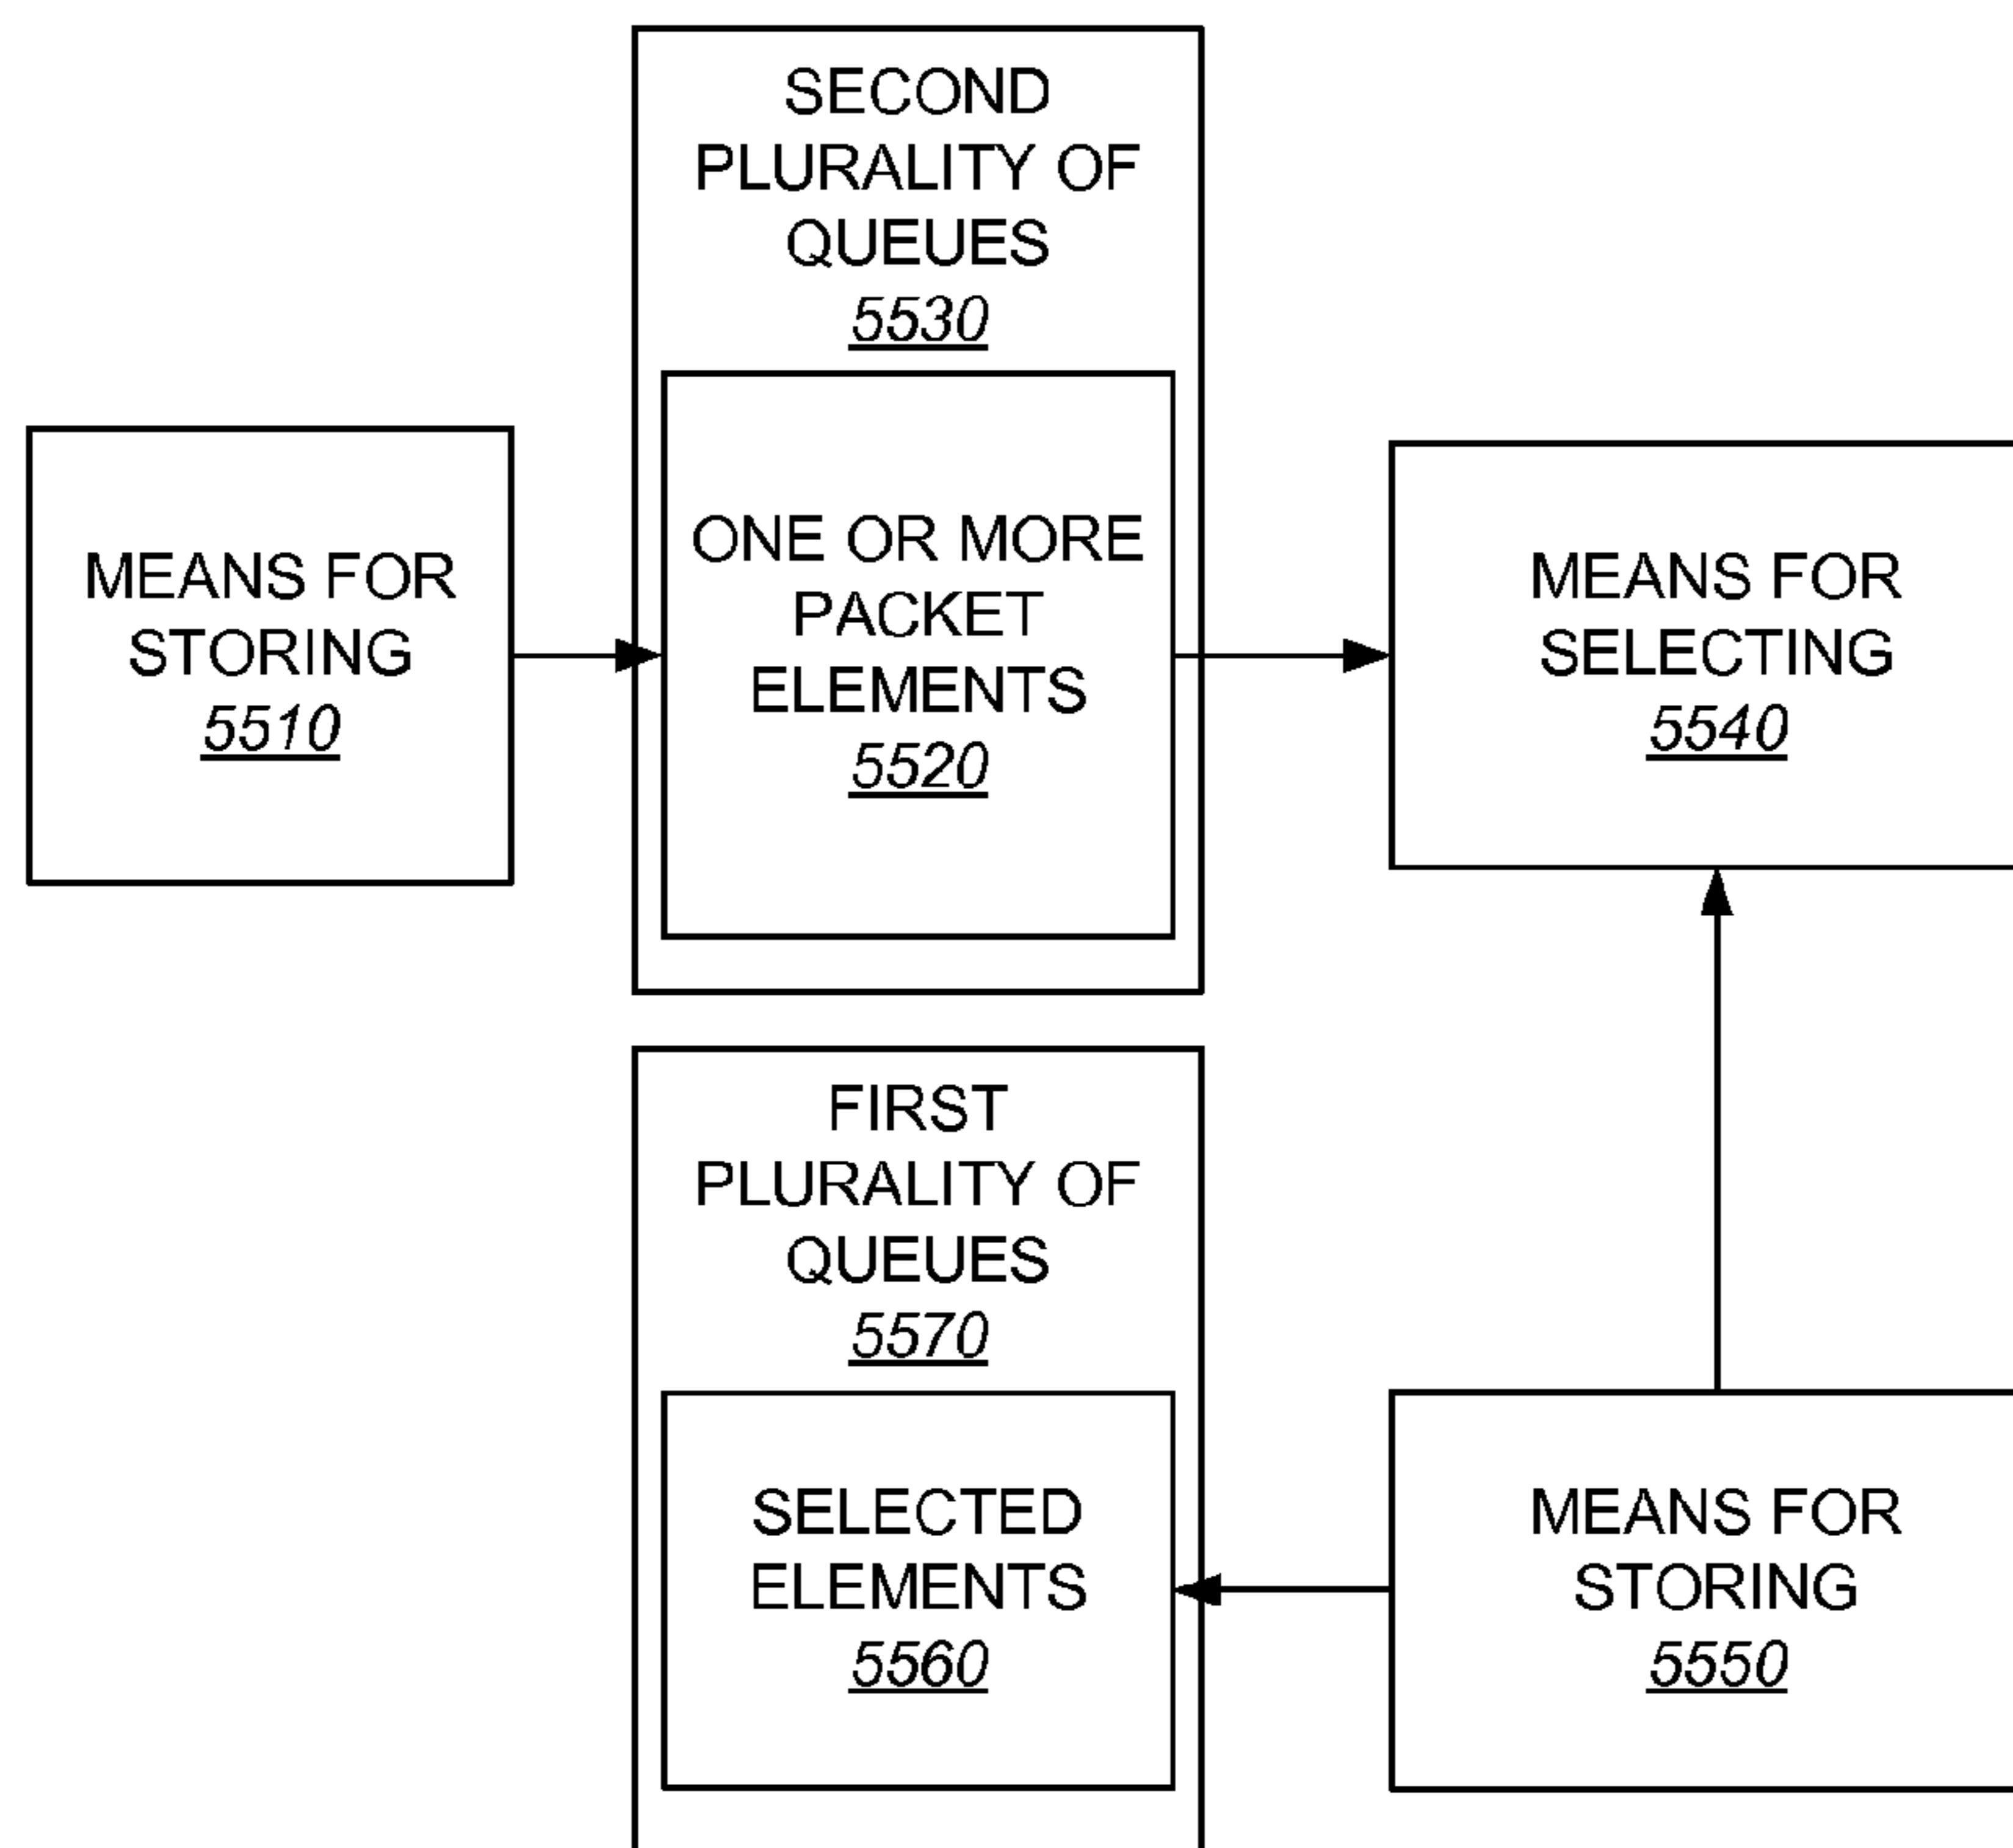 SECOND
PLURALITY OF
QUEUES
5530
MEANS FOR
STORING
5510
ONE OR MORE
PACKET
ELEMENTS
5520
MEANS FOR
SELECTING
5540
FIRST
PLURALITY OF
QUEUES
5570
SELECTED
ELEMENTS
5560
MEANS FOR
STORING
5550